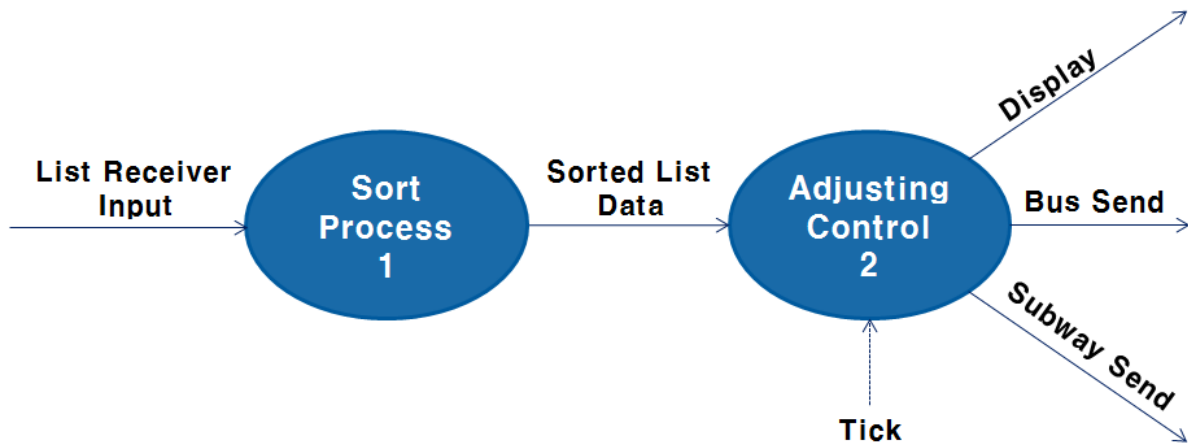 List Receiver
Input
Sort
Process
1
Sorted List
Data
Adjusting
Control
2
Display
Bus Send
Subway Send
Tick